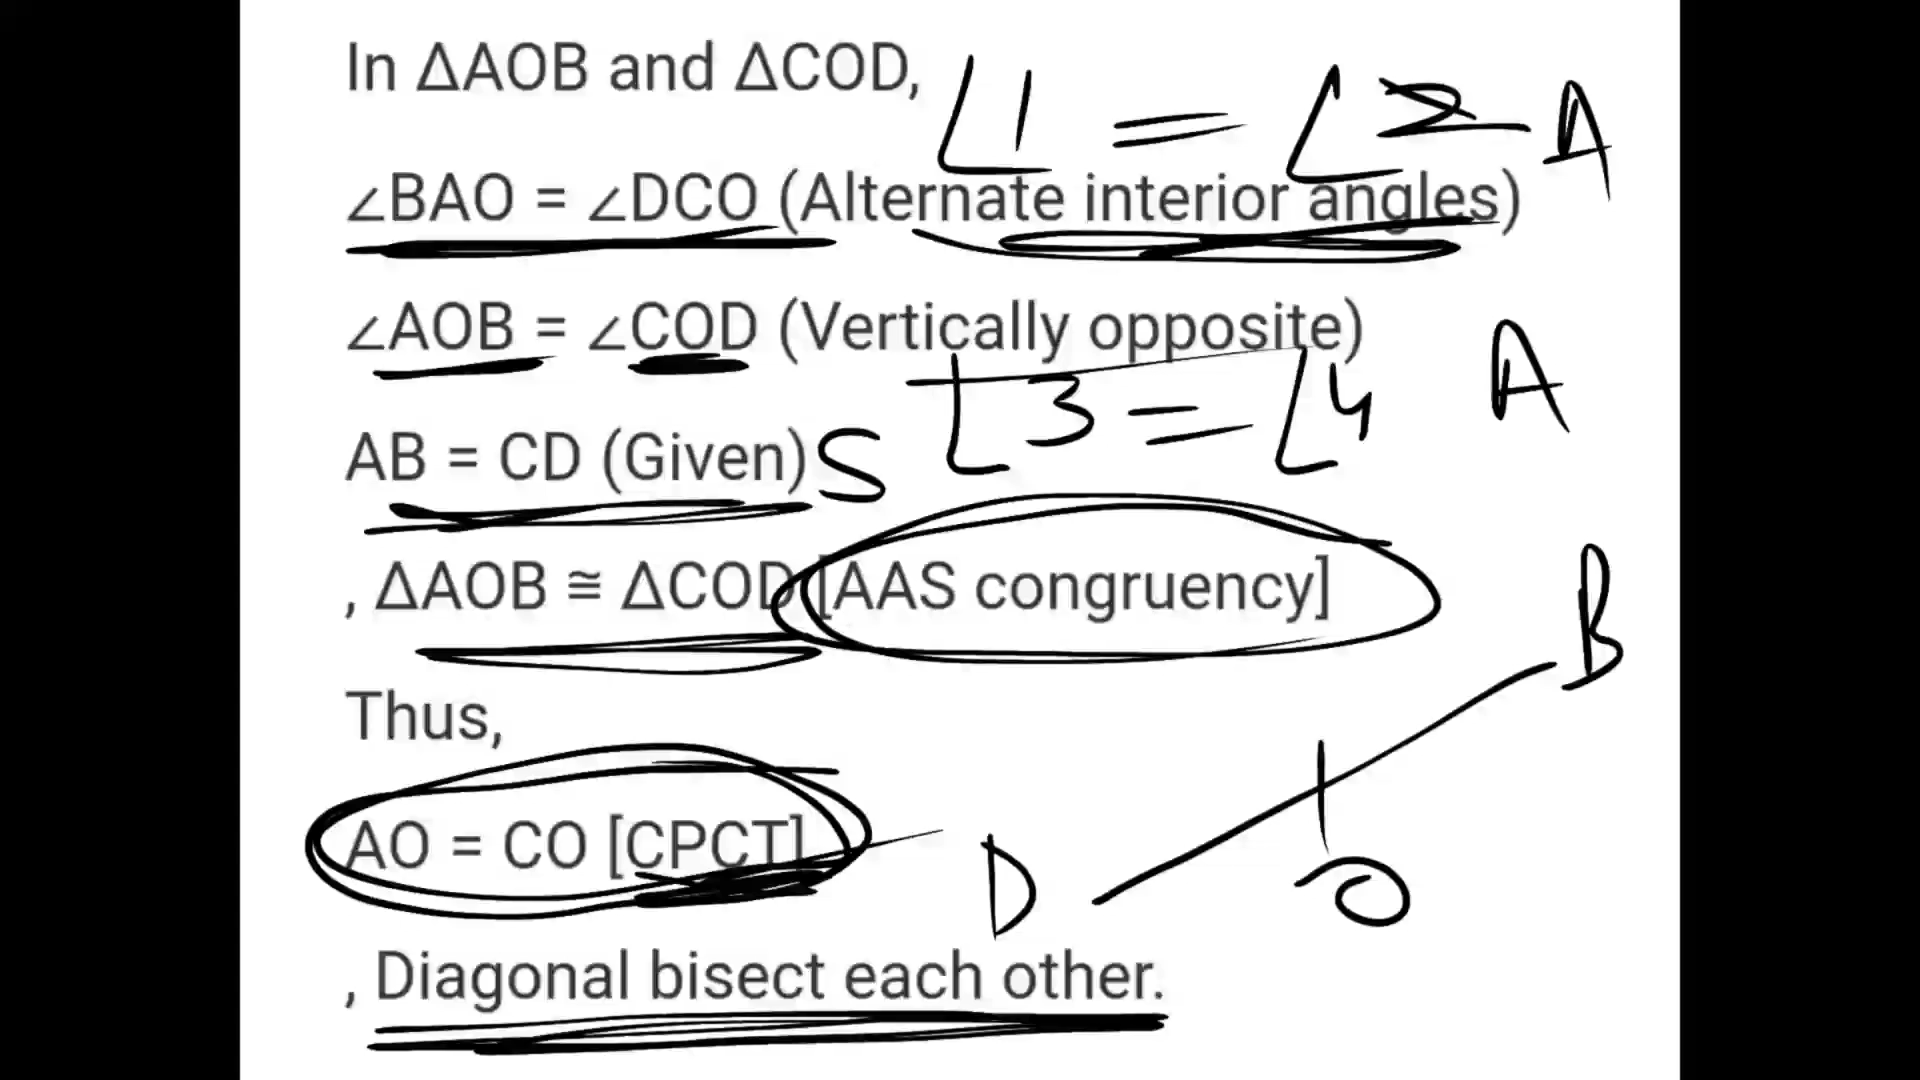 In ΔAOB and ΔCOD,
∠1 = ∠2 A
∠BAO = ∠DCO (Alternate interior angles)
∠AOB = ∠COD (Vertically opposite)
∠3 = ∠4 A
AB = CD (Given) S
, ΔAOB ≅ ΔCOD [AAS congruency]
B
Thus,
AO = CO [CPCT]
D O
, Diagonal bisect each other.